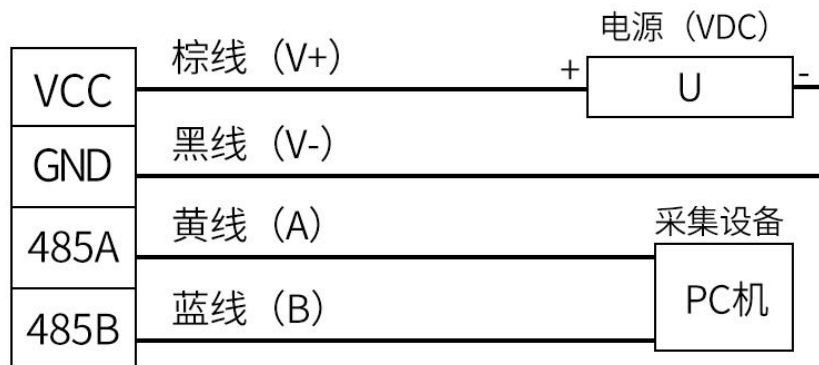 电源（VDC）
棕线（V+）
+
-
VCC
U
黑线（V-）
GND
黄线（A）
采集设备
485A
PC机
蓝线（B）
485B